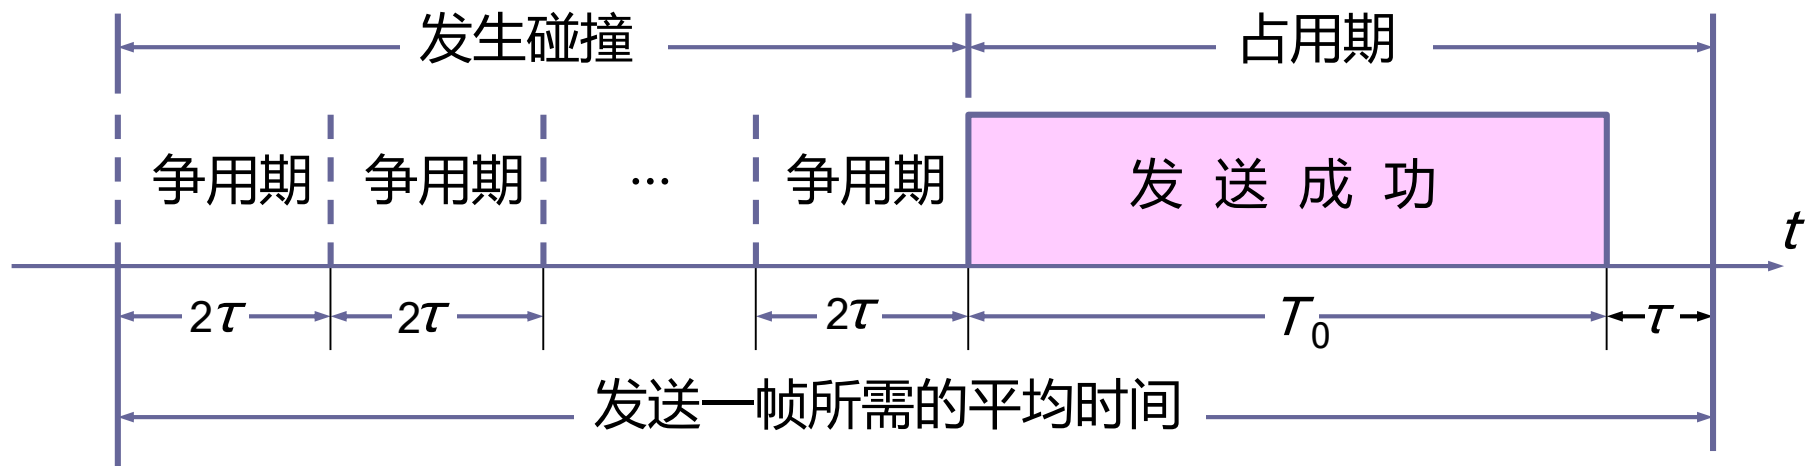 发生碰撞 占用期
争用期 争用期 … 争用期 发 送 成 功
t
2τ 2τ 2τ T0 τ
发送一帧所需的平均时间